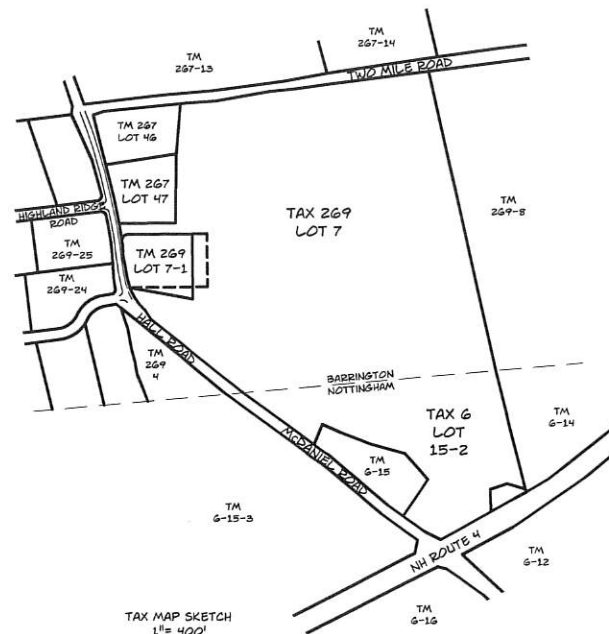 TM
267-14
TM
267-13
TWO MILE ROAD
TM 267
LOT 46
TM 267
LOT 47
TAX 269
LOT 7
TM
269-8
HIGHLAND RIDGE
ROAD
TM
269-25
TM 269
LOT 7-1
TM
269-24
HALL ROAD
TM
269
4
BARRINGTON
NOTTINGHAM
TAX 6
LOT
15-2
TM
6-14
McDANIEL ROAD
TM
6-15
TM
6-15-3
NH ROUTE 4
TM
6-12
TM
6-16
TAX MAP SKETCH
1"= 400'